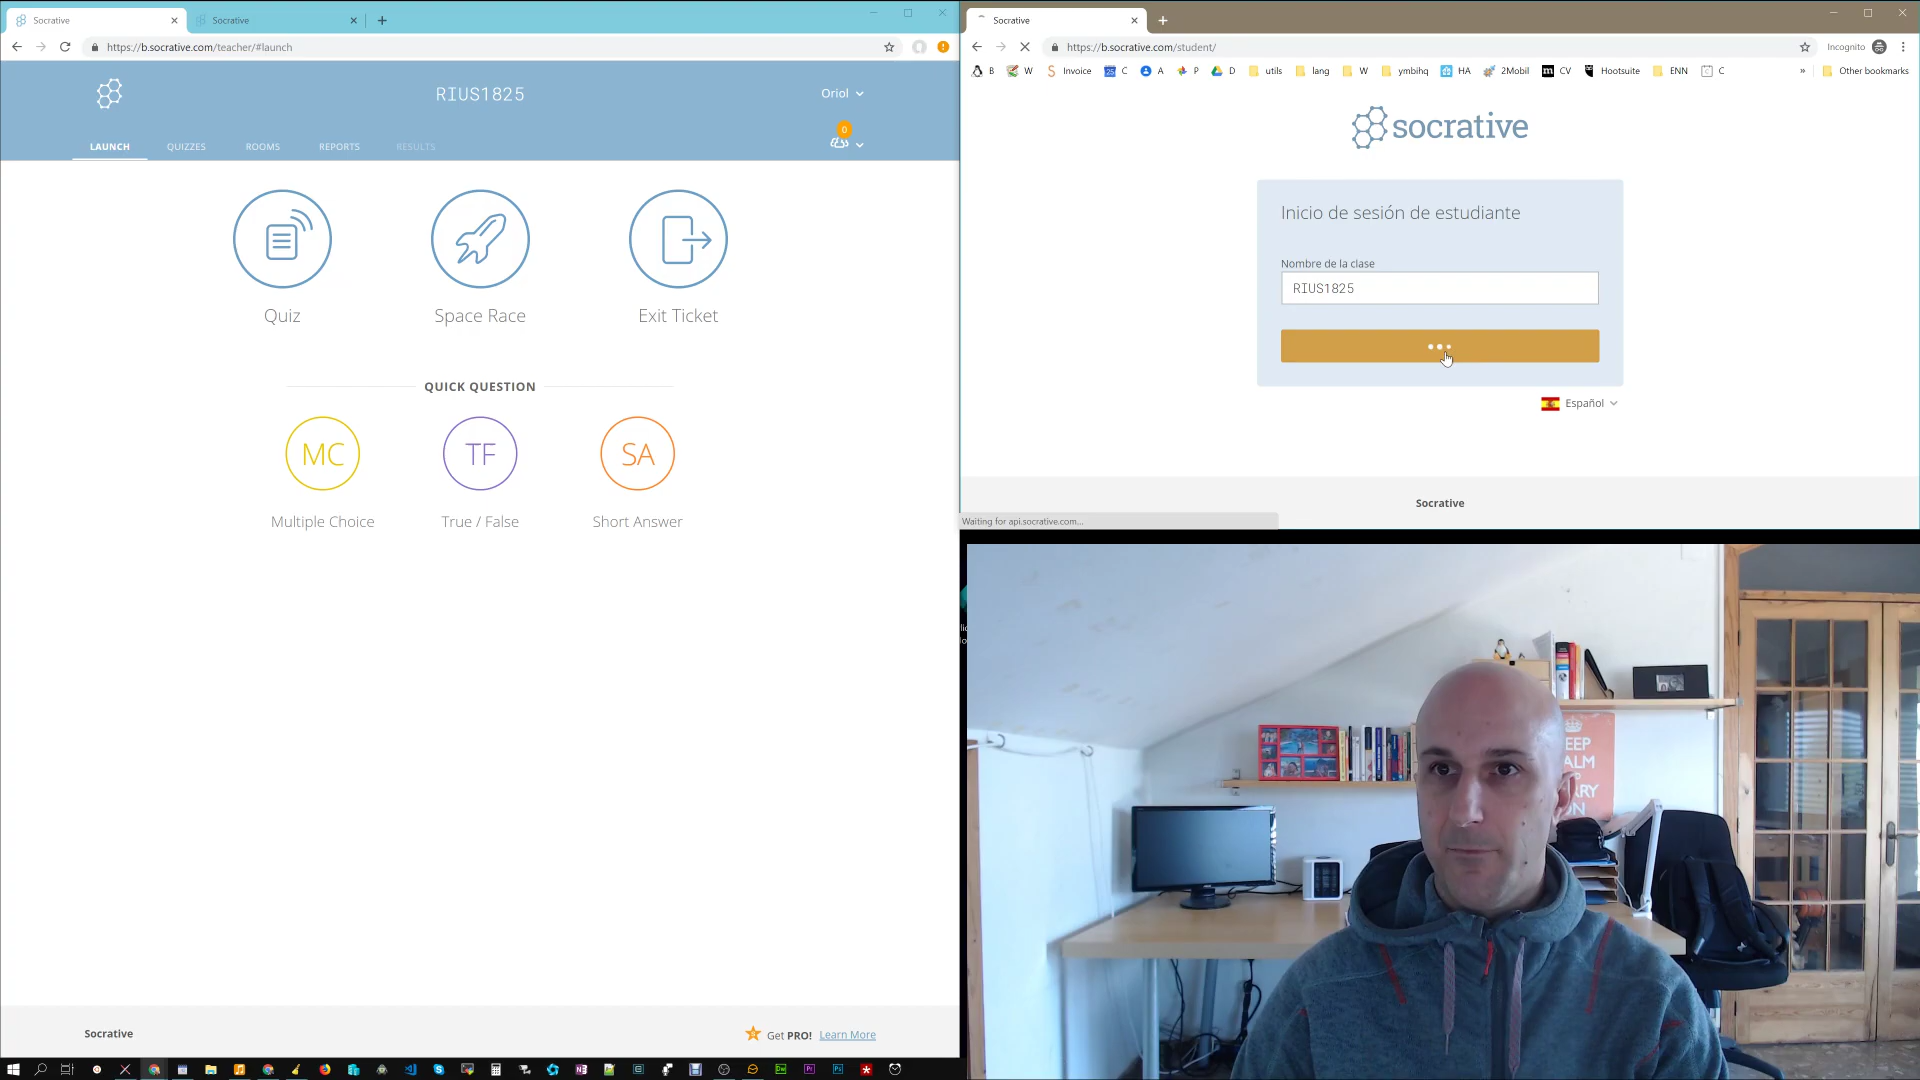 Socrative
Socrative
https://b.socrative.com/teacher/#launch
RIUS1825
Oriol
0
LAUNCH
QUIZZES
ROOMS
REPORTS
RESULTS
Quiz
Space Race
Exit Ticket
QUICK QUESTION
MC
TF
SA
Multiple Choice
True / False
Short Answer
Socrative
Get PRO! Learn More
Socrative
https://b.socrative.com/student/
Incognito
B
W
Invoice
C
A
P
D
utils
lang
W
ymbihq
HA
2Mobil
CV
Hootsuite
ENN
C
»
Other bookmarks
socrative
Inicio de sesión de estudiante
Nombre de la clase
RIUS1825
Español
Socrative
Waiting for api.socrative.com...